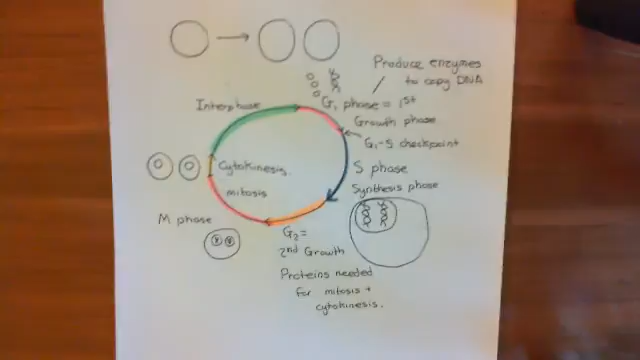 Produce enzymes
to copy DNA
Interphase
G1 phase = 1st
Growth phase
G1-S checkpoint
Cytokinesis.
S phase
Synthesis phase
mitosis
M phase
G2 =
2nd Growth
Proteins needed
for mitosis +
cytokinesis.